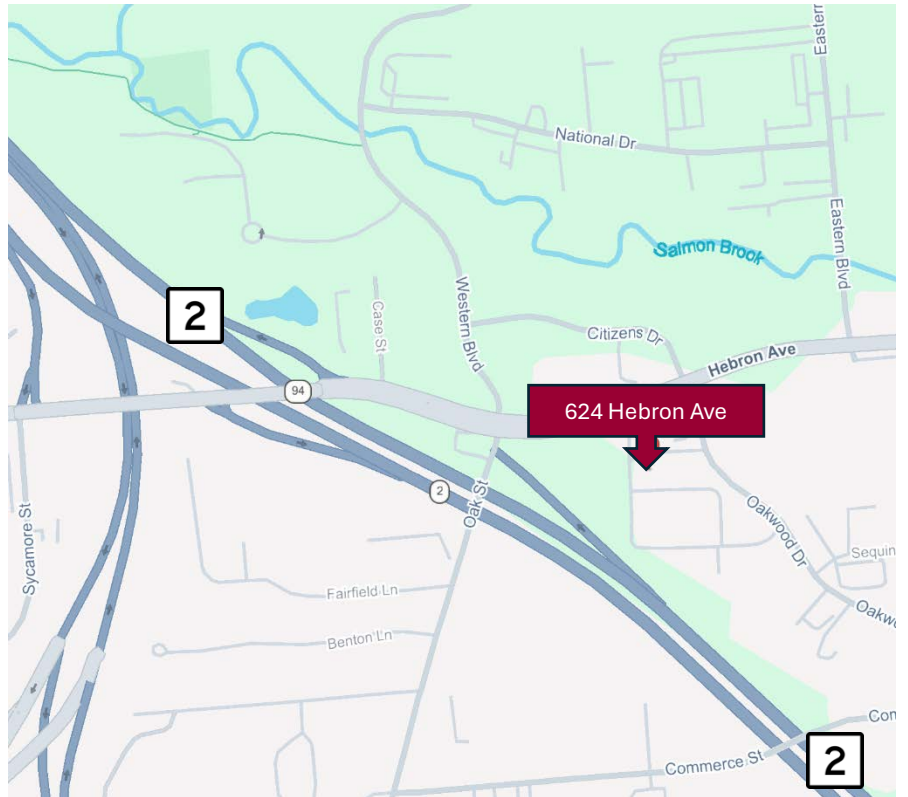 Eastern
National Dr
Eastern Blvd
Salmon Brook
Western Blvd
Case St
2
Citizens Dr
Hebron Ave
94
624 Hebron Ave
2
Oak St
Sycamore St
Oakwood Dr
Sequin
Fairfield Ln
Oakwo
Benton Ln
Com
Commerce St
2